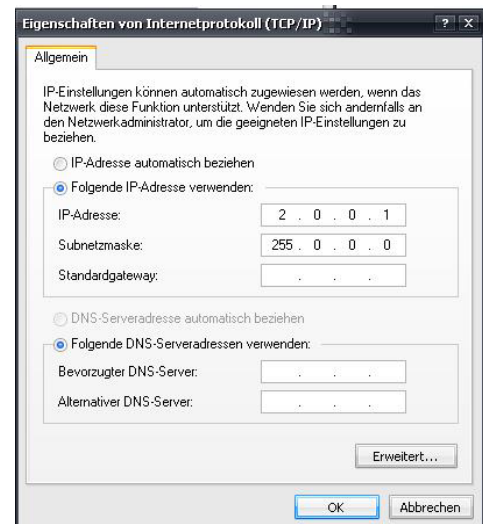 Eigenschaften von Internetprotokoll (TCP/IP)
Allgemein
IP-Einstellungen können automatisch zugewiesen werden, wenn das
Netzwerk diese Funktion unterstützt. Wenden Sie sich andernfalls an
den Netzwerkadministrator, um die geeigneten IP-Einstellungen zu
beziehen.
IP-Adresse automatisch beziehen
Folgende IP-Adresse verwenden:
IP-Adresse: 2 . 0 . 0 . 1
Subnetzmaske: 255 . 0 . 0 . 0
Standardgateway: . . .
DNS-Serveradresse automatisch beziehen
Folgende DNS-Serveradressen verwenden:
Bevorzugter DNS-Server: . . .
Alternativer DNS-Server: . . .
Erweitert...
OK Abbrechen